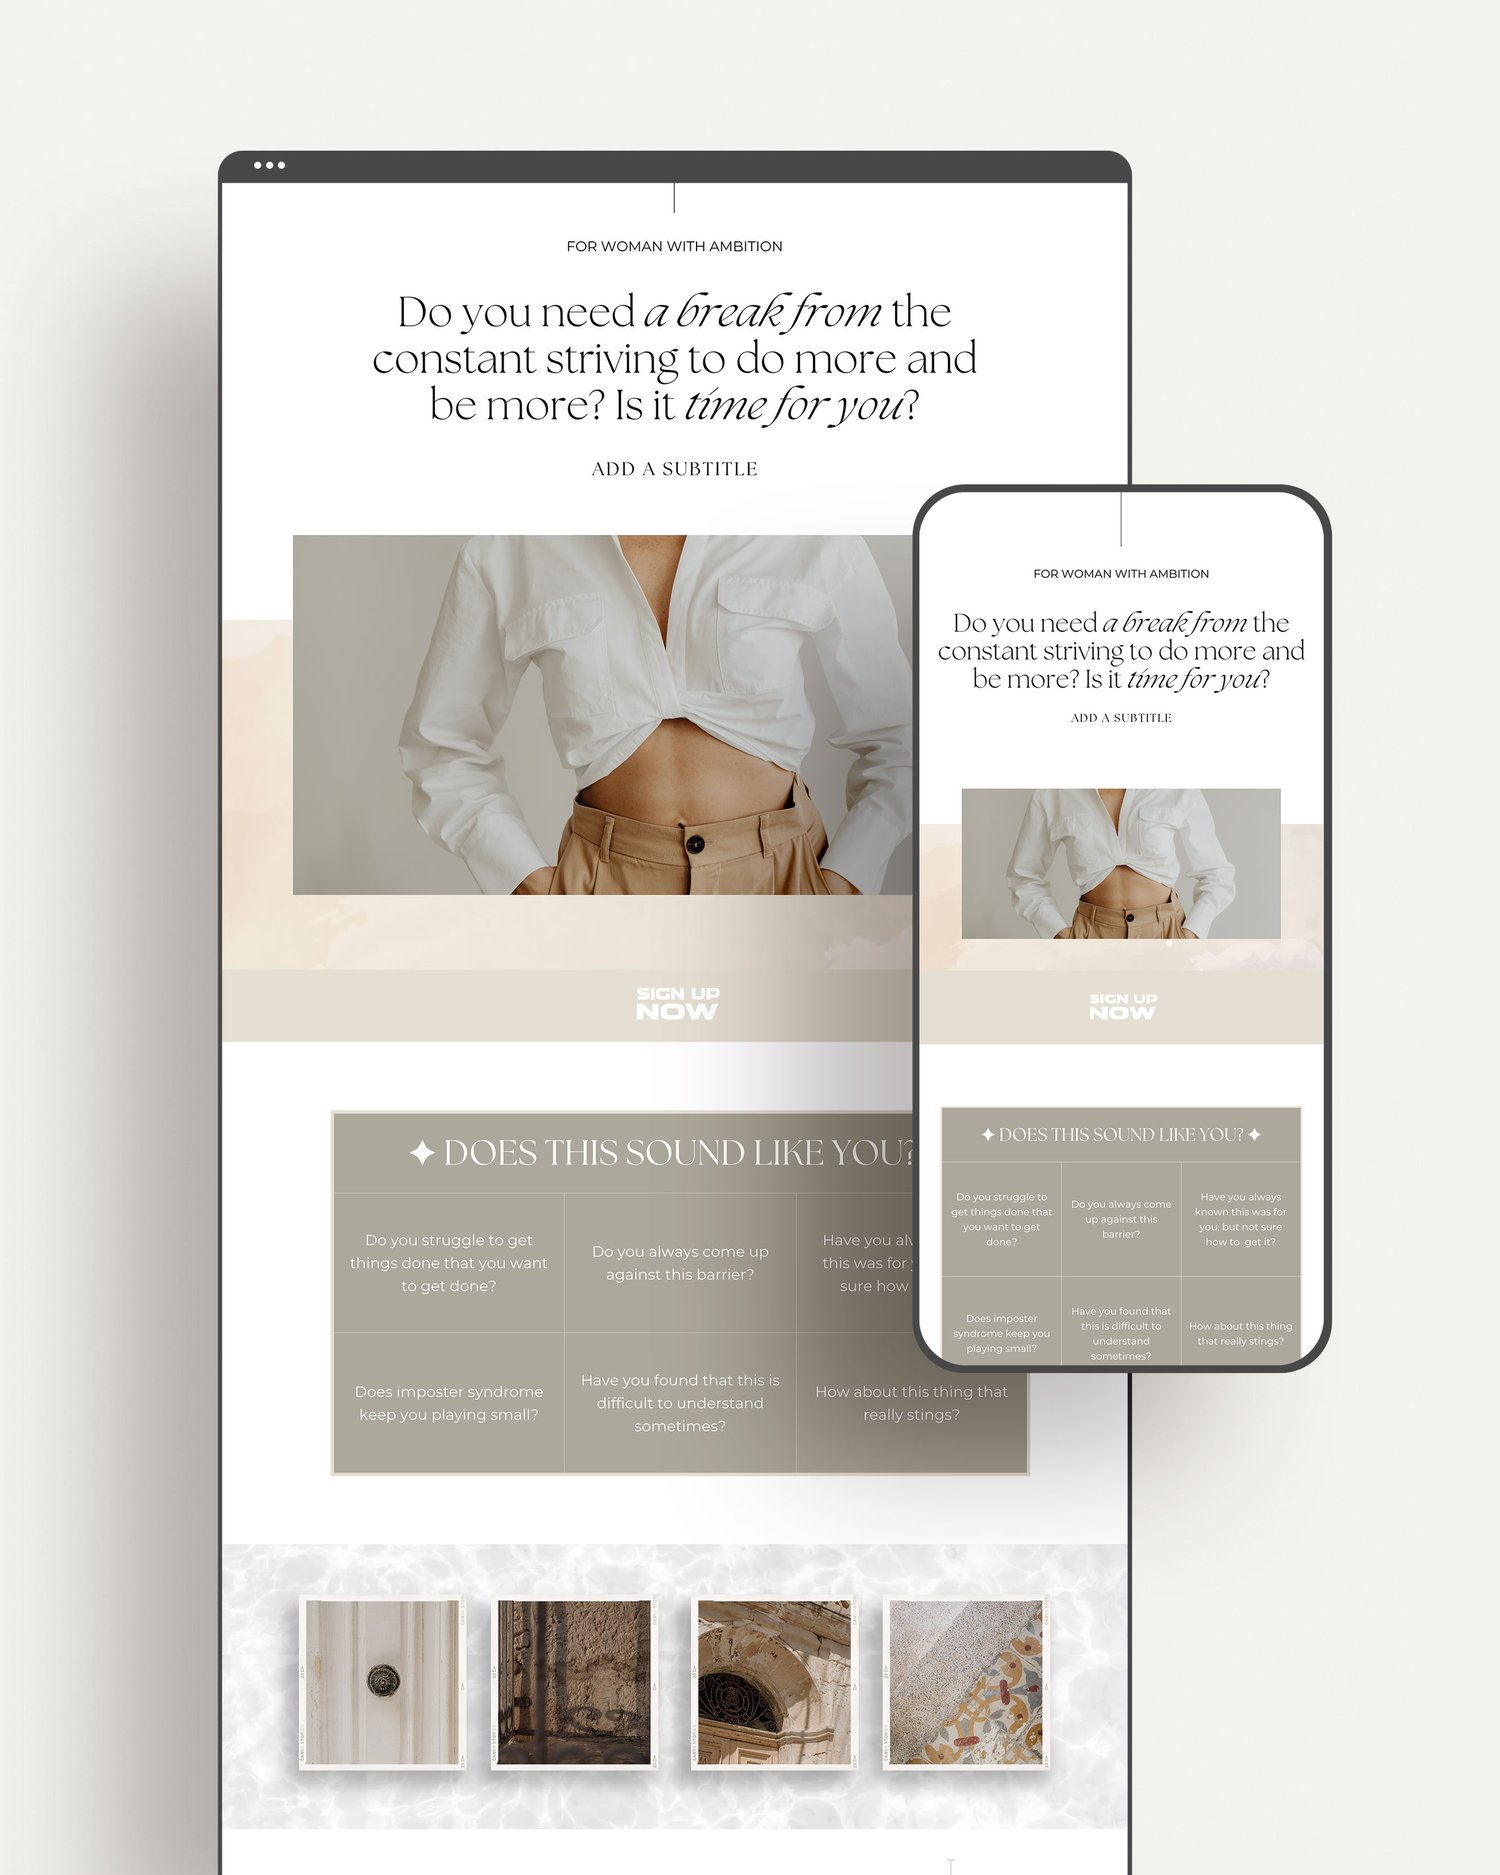 FOR WOMAN WITH AMBITION
Do you need a break from the
constant striving to do more and
be more? Is it time for you?
ADD A SUBTITLE
SIGN UP
NOW
✦ DOES THIS SOUND LIKE YOU?
Do you struggle to get
things done that you want
to get done?
Do you always come up
against this barrier?
Have you
this was for
sure how
Does imposter syndrome
keep you playing small?
Have you found that this is
difficult to understand
sometimes?
How about this thing that
really stings?
FOR WOMAN WITH AMBITION
Do you need a break from the
constant striving to do more and
be more? Is it time for you?
ADD A SUBTITLE
SIGN UP
NOW
✦ DOES THIS SOUND LIKE YOU? ✦
Do you struggle to
get things done that
you want to get
done?
Do you always come
up against this
barrier?
Have you always
known this was for
you, but not sure
how to get it?
Does imposter
syndrome keep you
playing small?
Have you found that
this is difficult to
understand
sometimes?
How about this thing
that really stings?